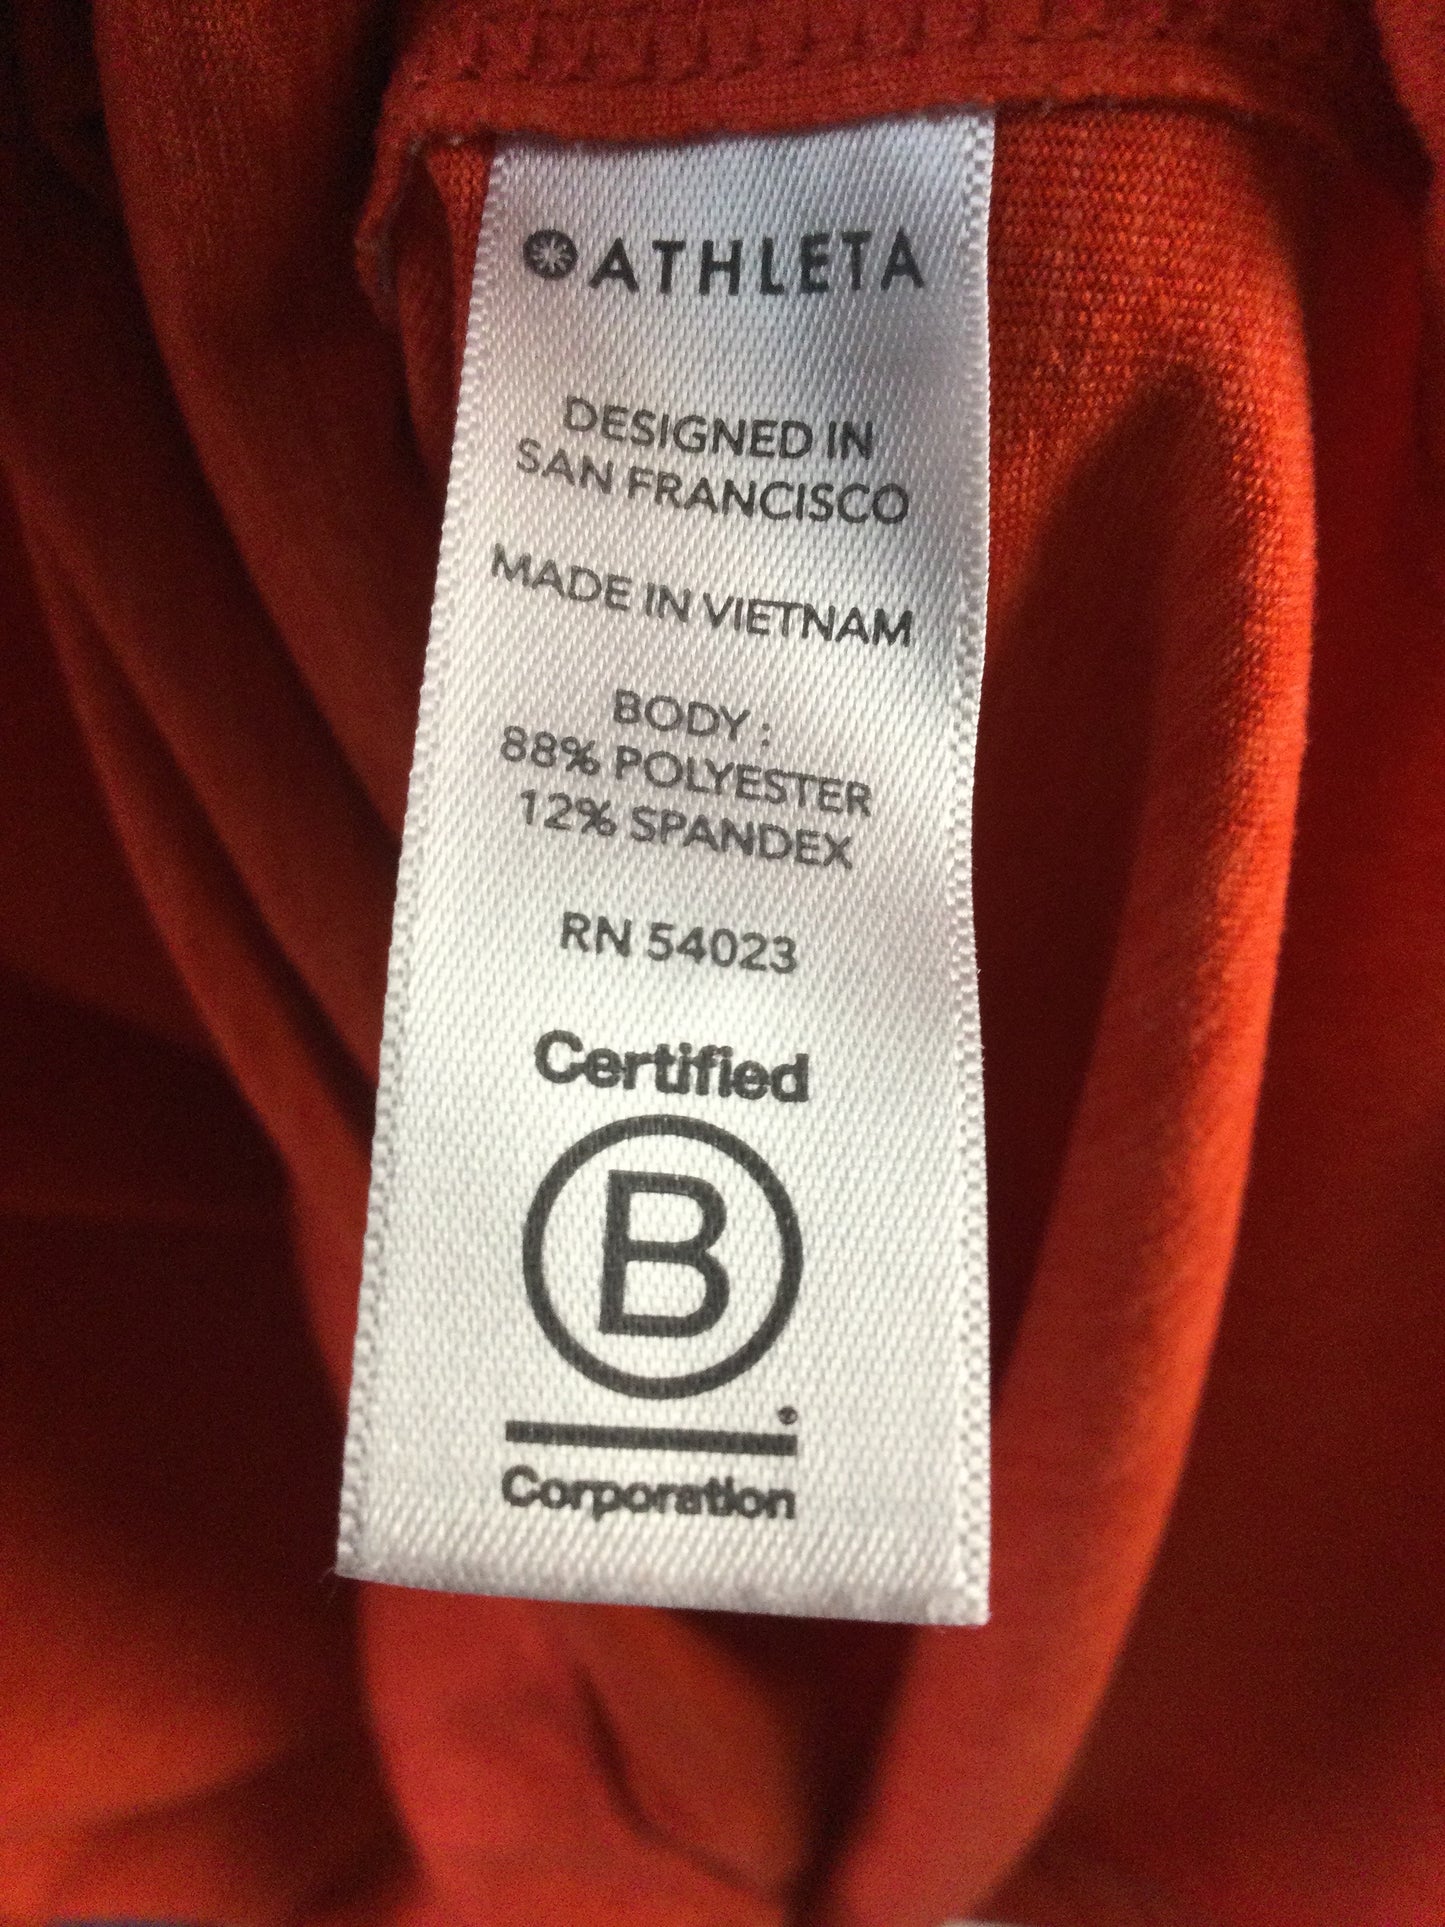 ATHLETA
DESIGNED IN
SAN FRANCISCO
MADE IN VIETNAM
BODY :
88% POLYESTER
12% SPANDEX
RN 54023
Certified
B
®
Corporation